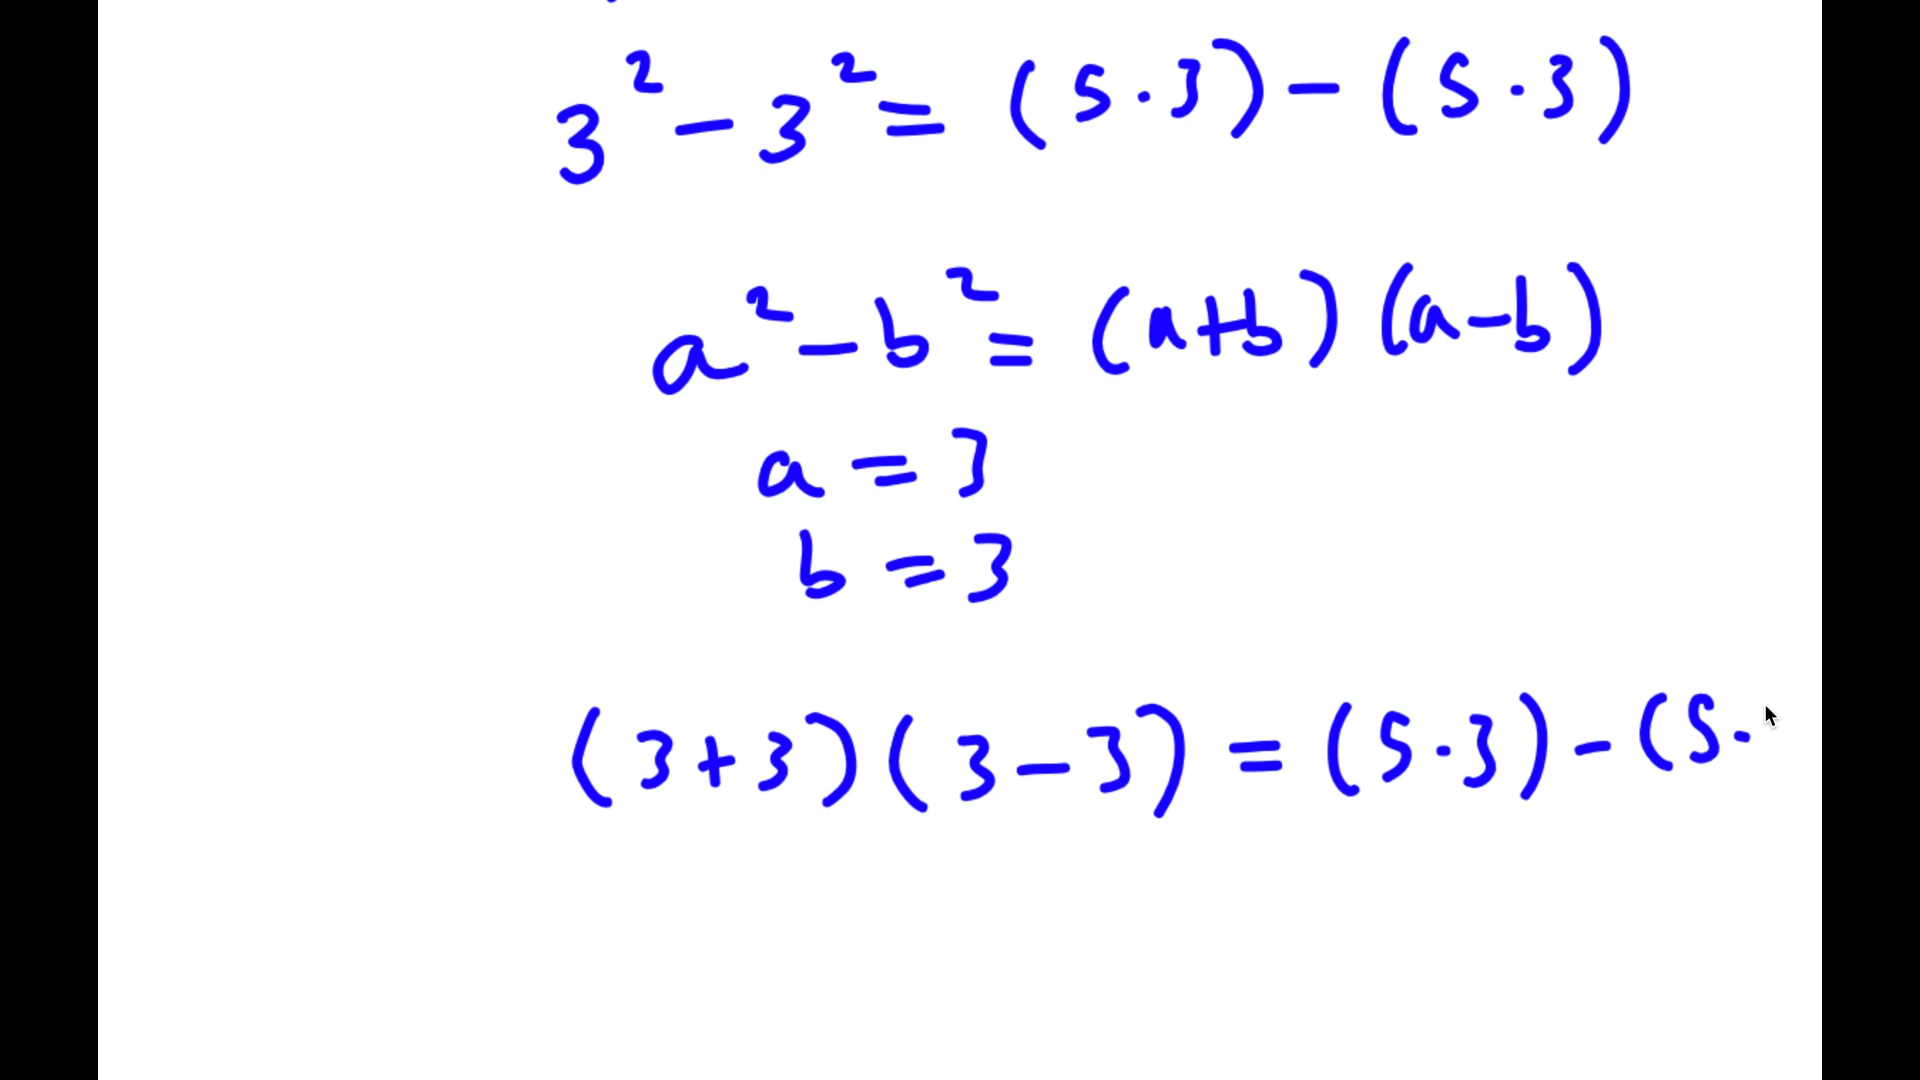 3² - 3² = (5 · 3) - (5 · 3)
a² - b² = (a+b) (a-b)
a = 3
b = 3
(3+3) (3-3) = (5 · 3) - (5 ·